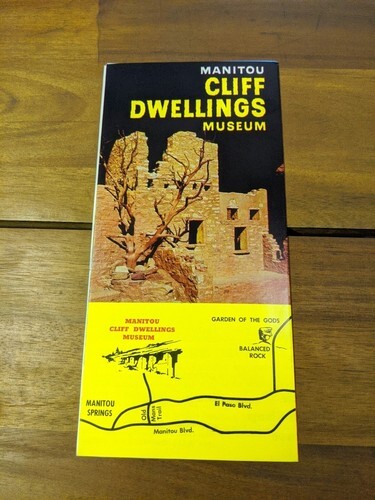 MANITOU
CLIFF
DWELLINGS
MUSEUM
MANITOU
CLIFF DWELLINGS
MUSEUM
GARDEN OF THE GODS
BALANCED
ROCK
MANITOU
SPRINGS
Old
Mans
Trail
El Paso Blvd.
Manitou Blvd.